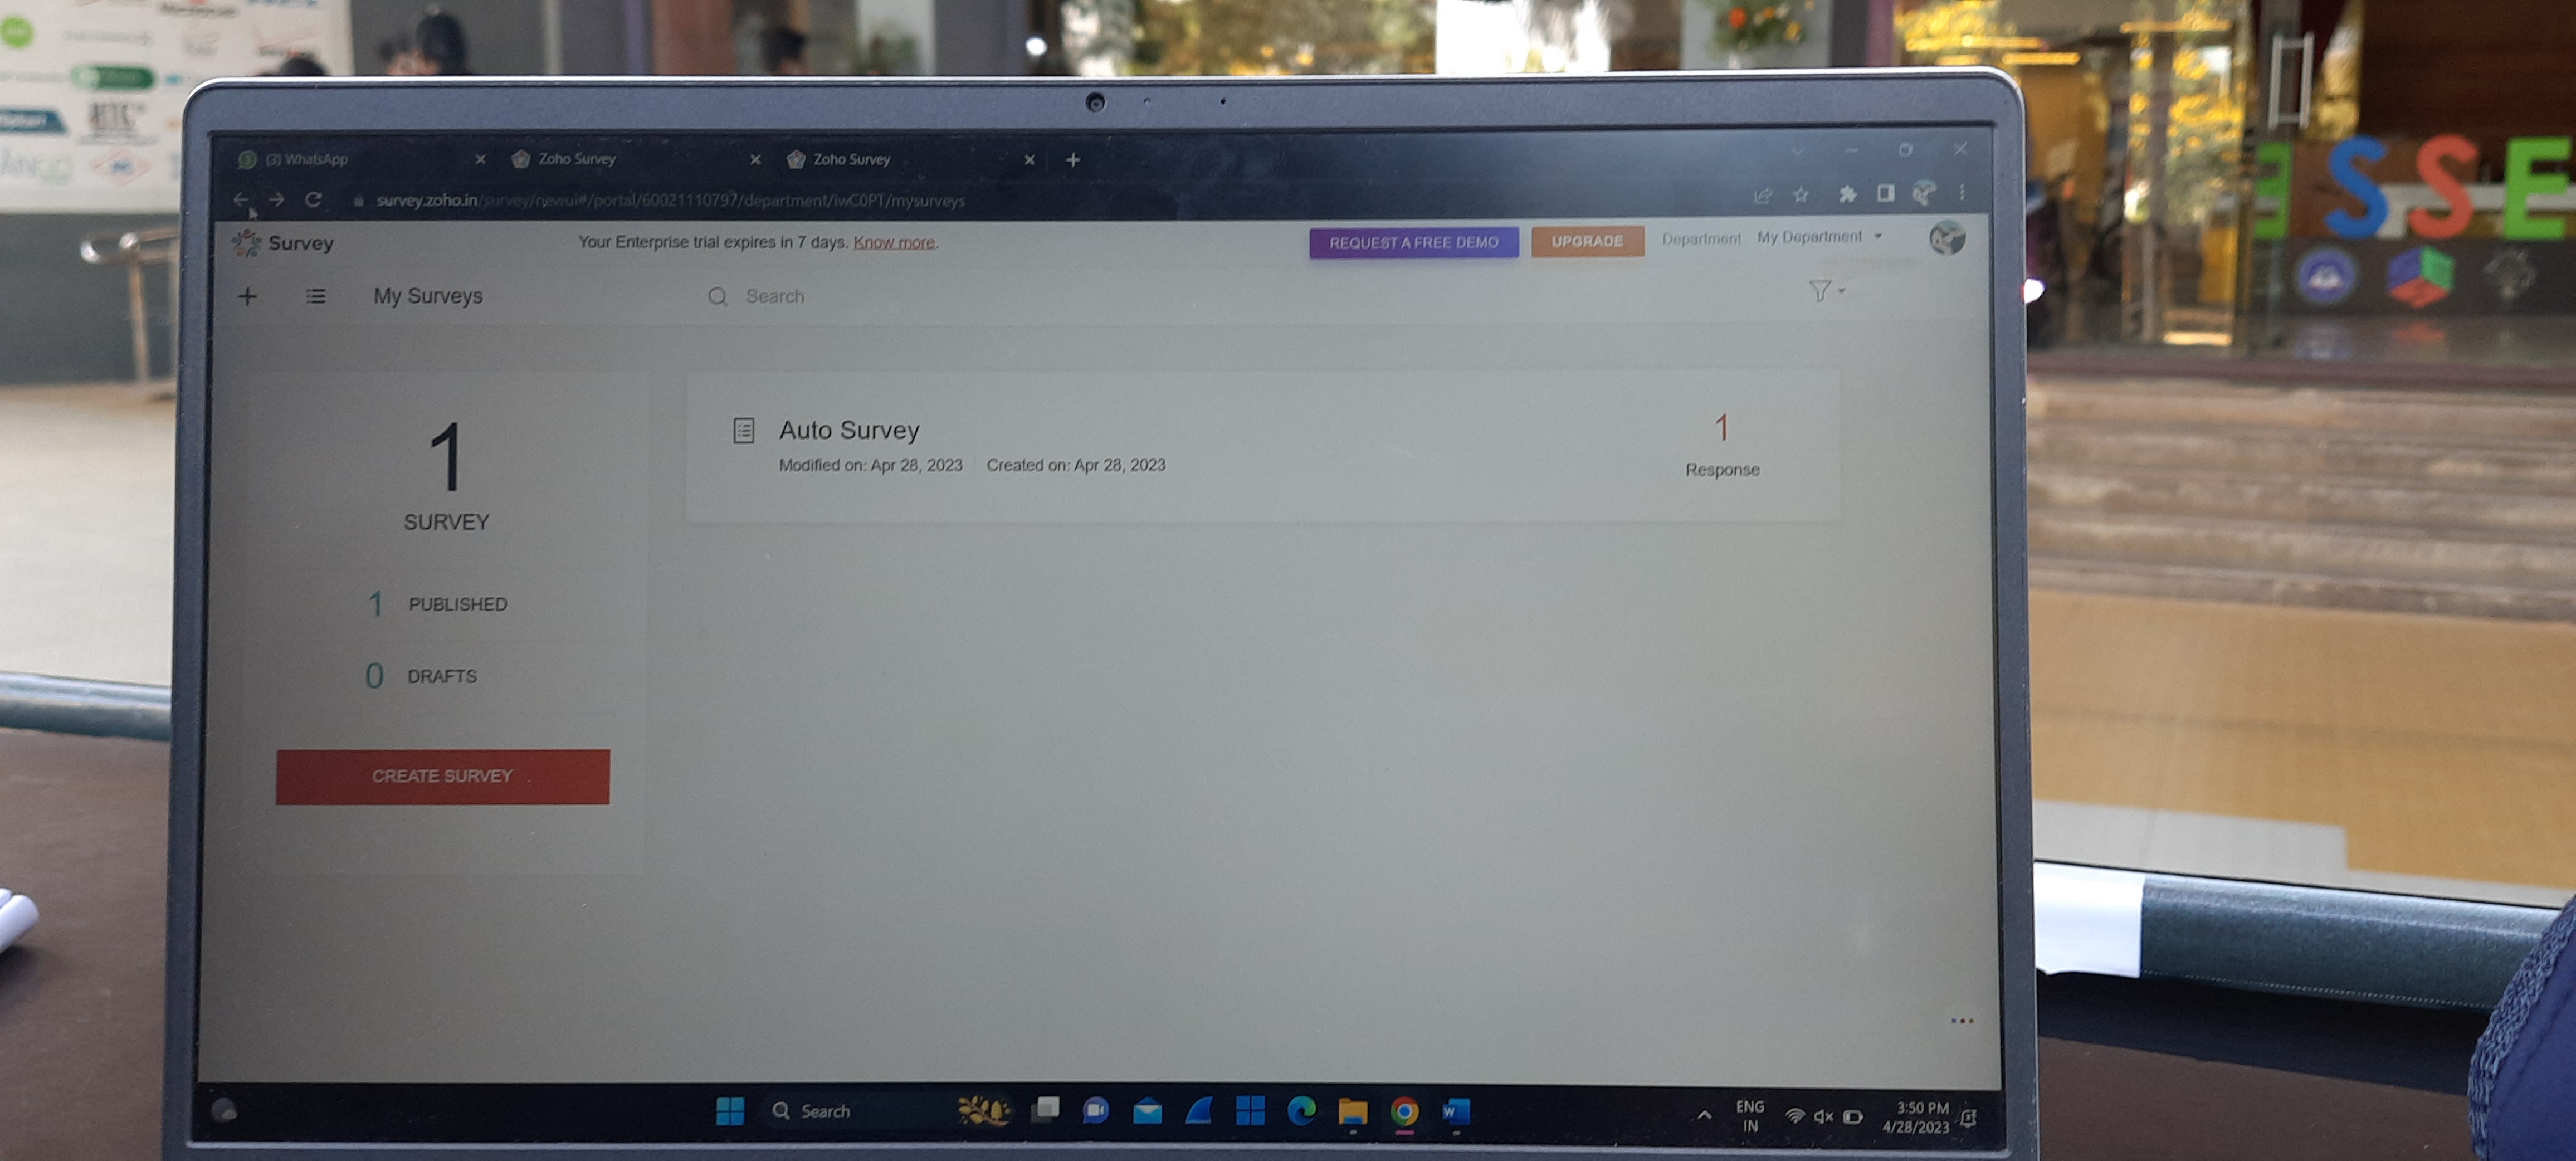 (3) WhatsApp
Zoho Survey
Zoho Survey
survey.zoho.in/survey/newui#/portal/60021110797/department/iwC0PT/mysurveys
Survey
Your Enterprise trial expires in 7 days. Know more.
REQUEST A FREE DEMO
UPGRADE
Department
My Department
My Surveys
Search
1
SURVEY
1 PUBLISHED
0 DRAFTS
CREATE SURVEY
Auto Survey
Modified on: Apr 28, 2023
Created on: Apr 28, 2023
1
Response
Search
ENG
IN
3:50 PM
4/28/2023
SSE